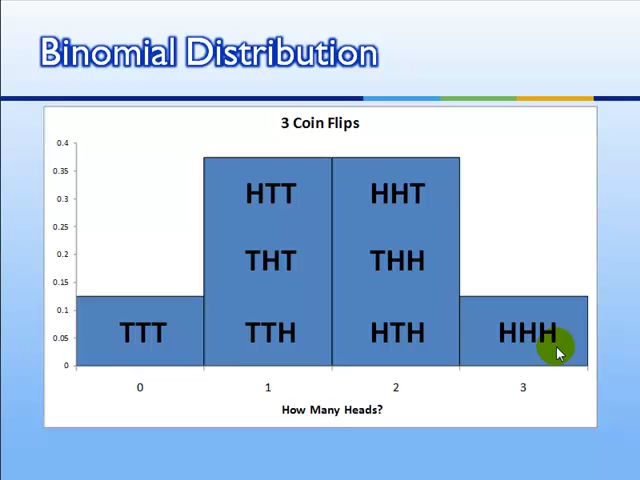 Binomial Distribution
3 Coin Flips
0.4
0.35
0.3
0.25
0.2
0.15
0.1
0.05
0
HTT HHT
THT THH
TTT TTH HTH HHH
0 1 2 3
How Many Heads?